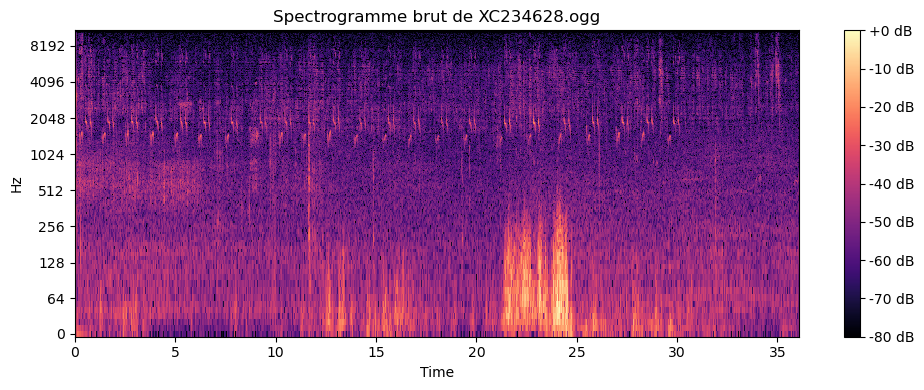 Spectrogramme brut de XC234628.ogg
Hz
8192
4096
2048
1024
512
256
128
64
0
0
5
10
15
20
25
30
35
Time
+0 dB
-10 dB
-20 dB
-30 dB
-40 dB
-50 dB
-60 dB
-70 dB
-80 dB